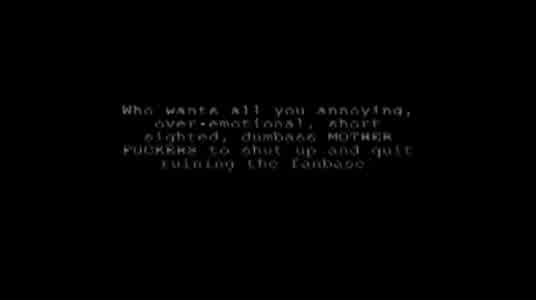 Who wants all you annoying,
over-emotional, short
sighted, dumbass MOTHER
FUCKERS to shut up and quit
ruining the fanbase